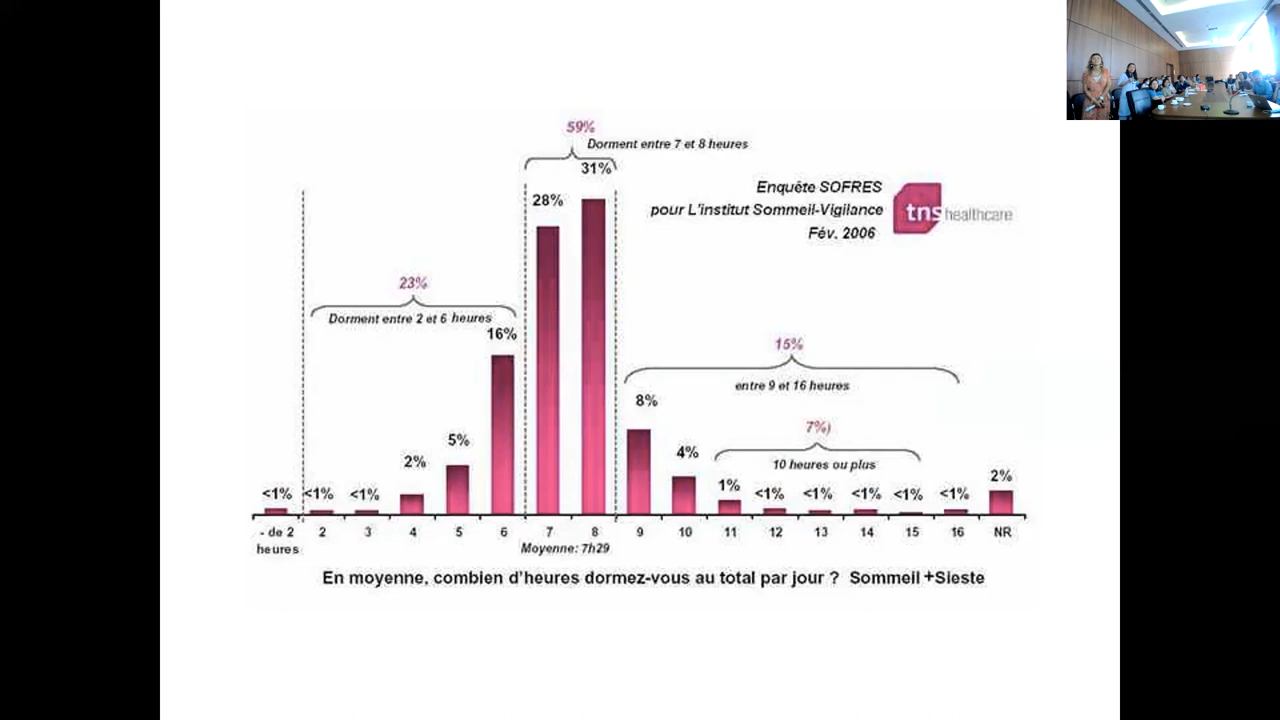 59%
Dorment entre 7 et 8 heures
31%
28%
Enquête SOFRES
pour L'institut Sommeil-Vigilance
Fév. 2006
tns healthcare
23%
Dorment entre 2 et 6 heures
16%
15%
entre 9 et 16 heures
8%
7%)
10 heures ou plus
5%
4%
2%
1%
2%
<1% <1% <1% <1% <1% <1% <1% <1%
- de 2 heures 2 3 4 5 6 7 8 9 10 11 12 13 14 15 16 NR
Moyenne: 7h29
En moyenne, combien d'heures dormez-vous au total par jour ? Sommeil +Sieste